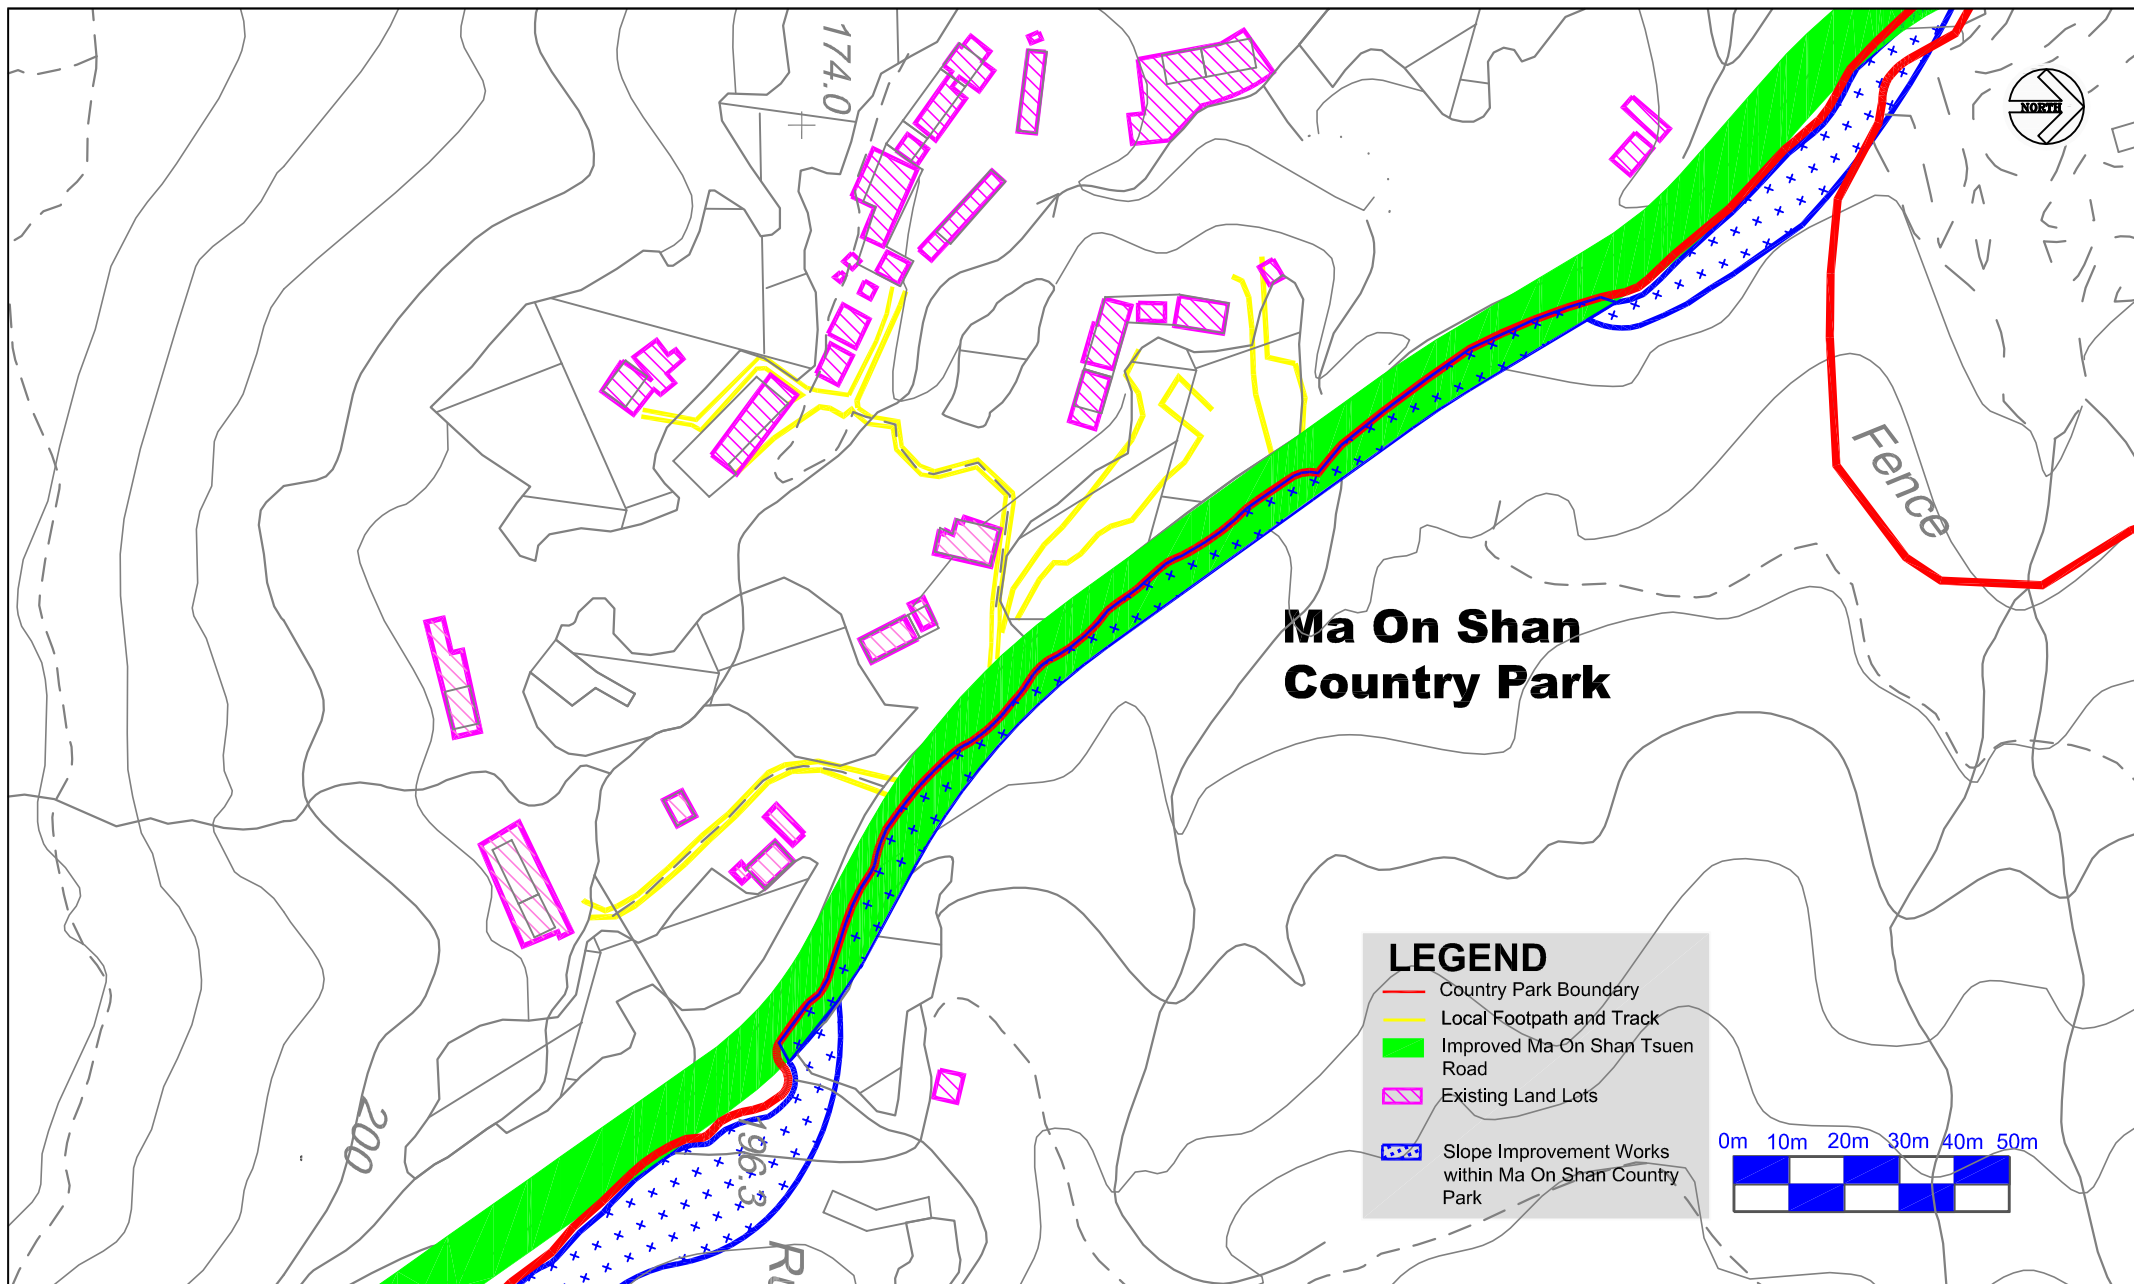 174.0
NORTH
Fence
Ma On Shan
Country Park
LEGEND
Country Park Boundary
Local Footpath and Track
Improved Ma On Shan Tsuen
Road
Existing Land Lots
Slope Improvement Works
within Ma On Shan Country
Park
0m 10m 20m 30m 40m 50m
200
196.3